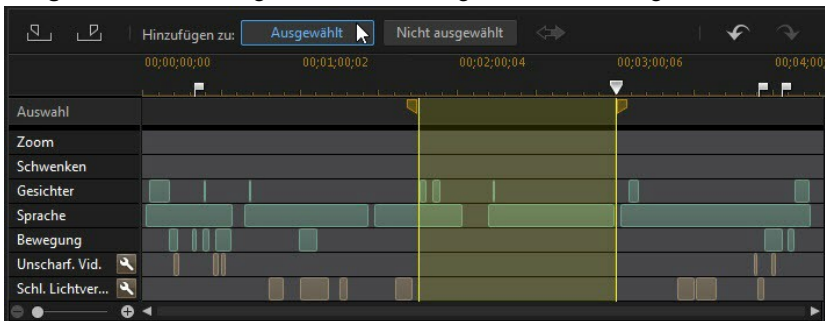 Hinzufügen zu: Ausgewählt Nicht ausgewählt
00;00;00;00 00;01;00;02 00;02;00;04 00;03;00;06 00;04;00,
Auswahl
Zoom
Schwenken
Gesichter
Sprache
Bewegung
Unscharf. Vid.
Schl. Lichtver...